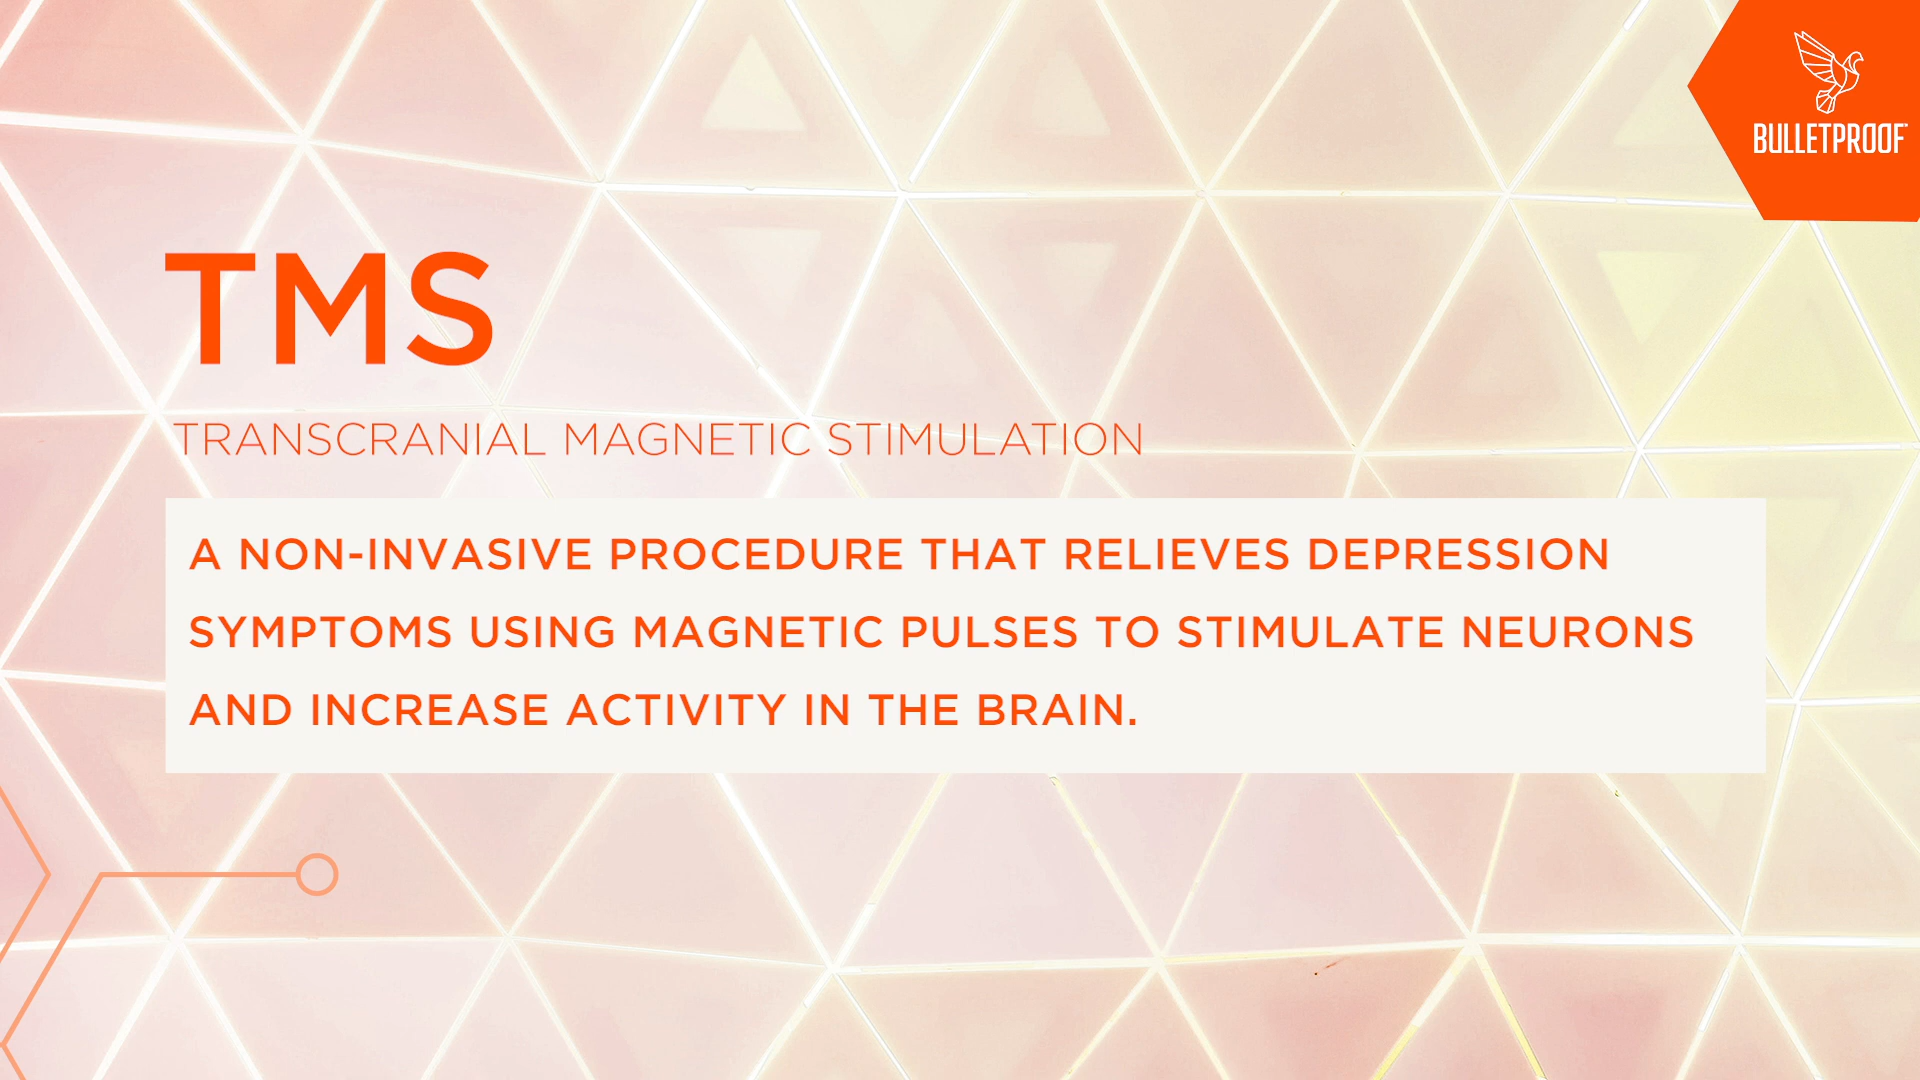 BULLETPROOF
TMS
TRANSCRANIAL MAGNETIC STIMULATION
A NON-INVASIVE PROCEDURE THAT RELIEVES DEPRESSION
SYMPTOMS USING MAGNETIC PULSES TO STIMULATE NEURONS
AND INCREASE ACTIVITY IN THE BRAIN.